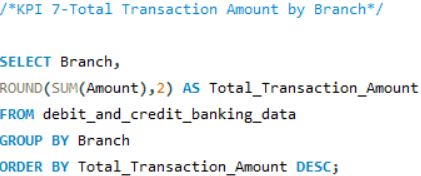 /*KPI 7-Total Transaction Amount by Branch*/
SELECT Branch,
ROUND(SUM(Amount),2) AS Total_Transaction_Amount
FROM debit_and_credit_banking_data
GROUP BY Branch
ORDER BY Total_Transaction_Amount DESC;